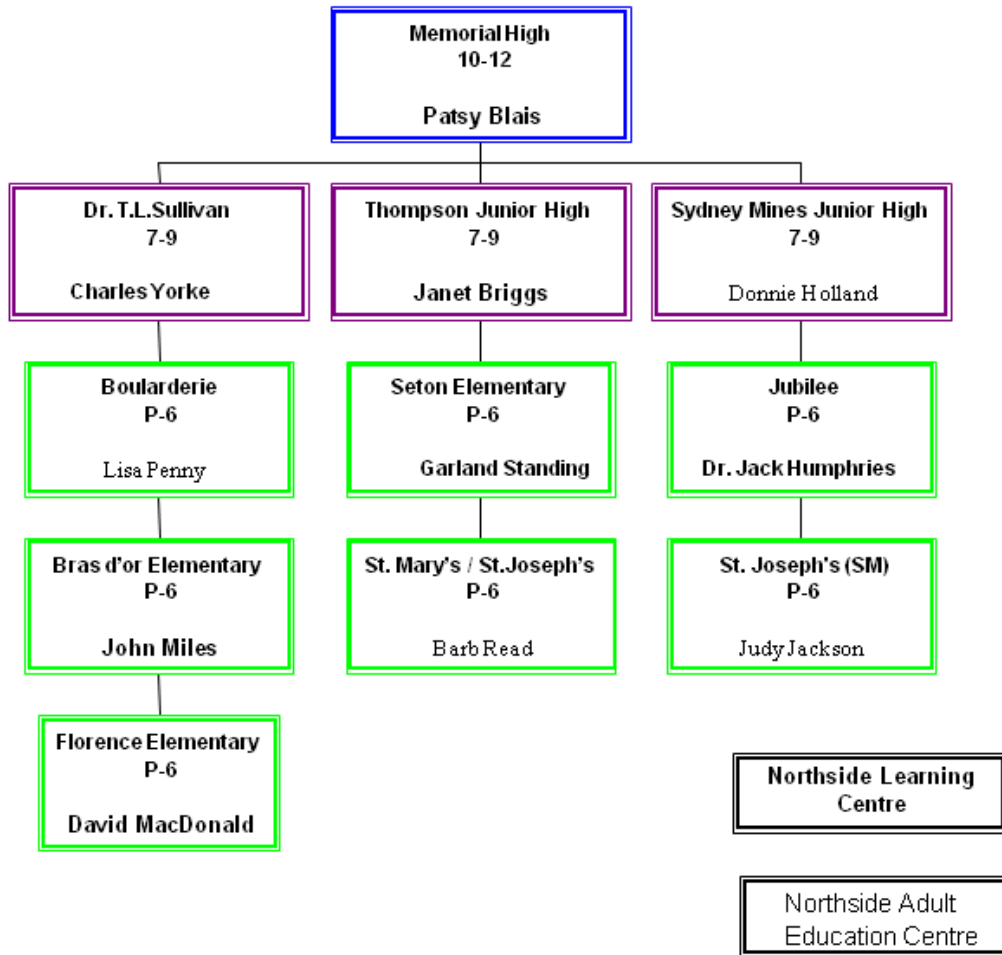 Memorial High
10-12
Patsy Blais
Dr. T.L.Sullivan
7-9
Charles Yorke
Thompson Junior High
7-9
Janet Briggs
Sydney Mines Junior High
7-9
Donnie Holland
Boularderie
P-6
Lisa Penny
Seton Elementary
P-6
Garland Standing
Jubilee
P-6
Dr. Jack Humphries
Bras d'or Elementary
P-6
John Miles
St. Mary's / St.Joseph's
P-6
Barb Read
St. Joseph's (SM)
P-6
Judy Jackson
Florence Elementary
P-6
David MacDonald
Northside Learning
Centre
Northside Adult
Education Centre